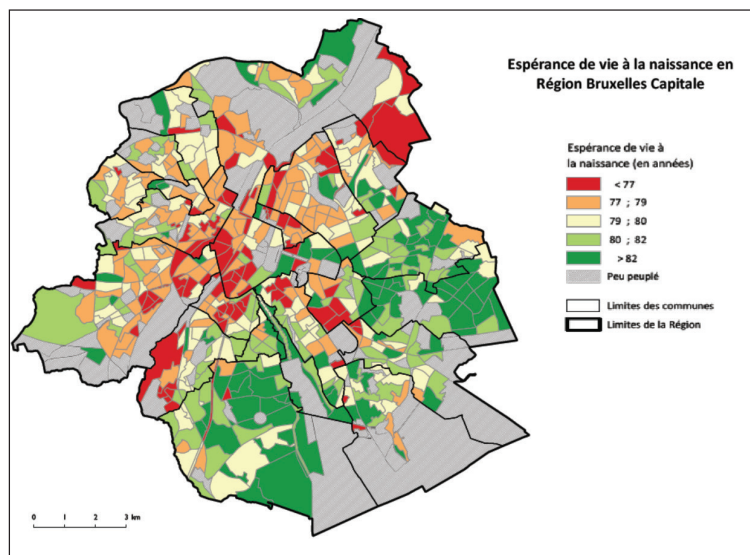 Espérance de vie à la naissance en
Région Bruxelles Capitale
Espérance de vie à
la naissance (en années)
< 77
77 ; 79
79 ; 80
80 ; 82
> 82
Peu peuplé
Limites des communes
Limites de la Région
0 1 2 3 km